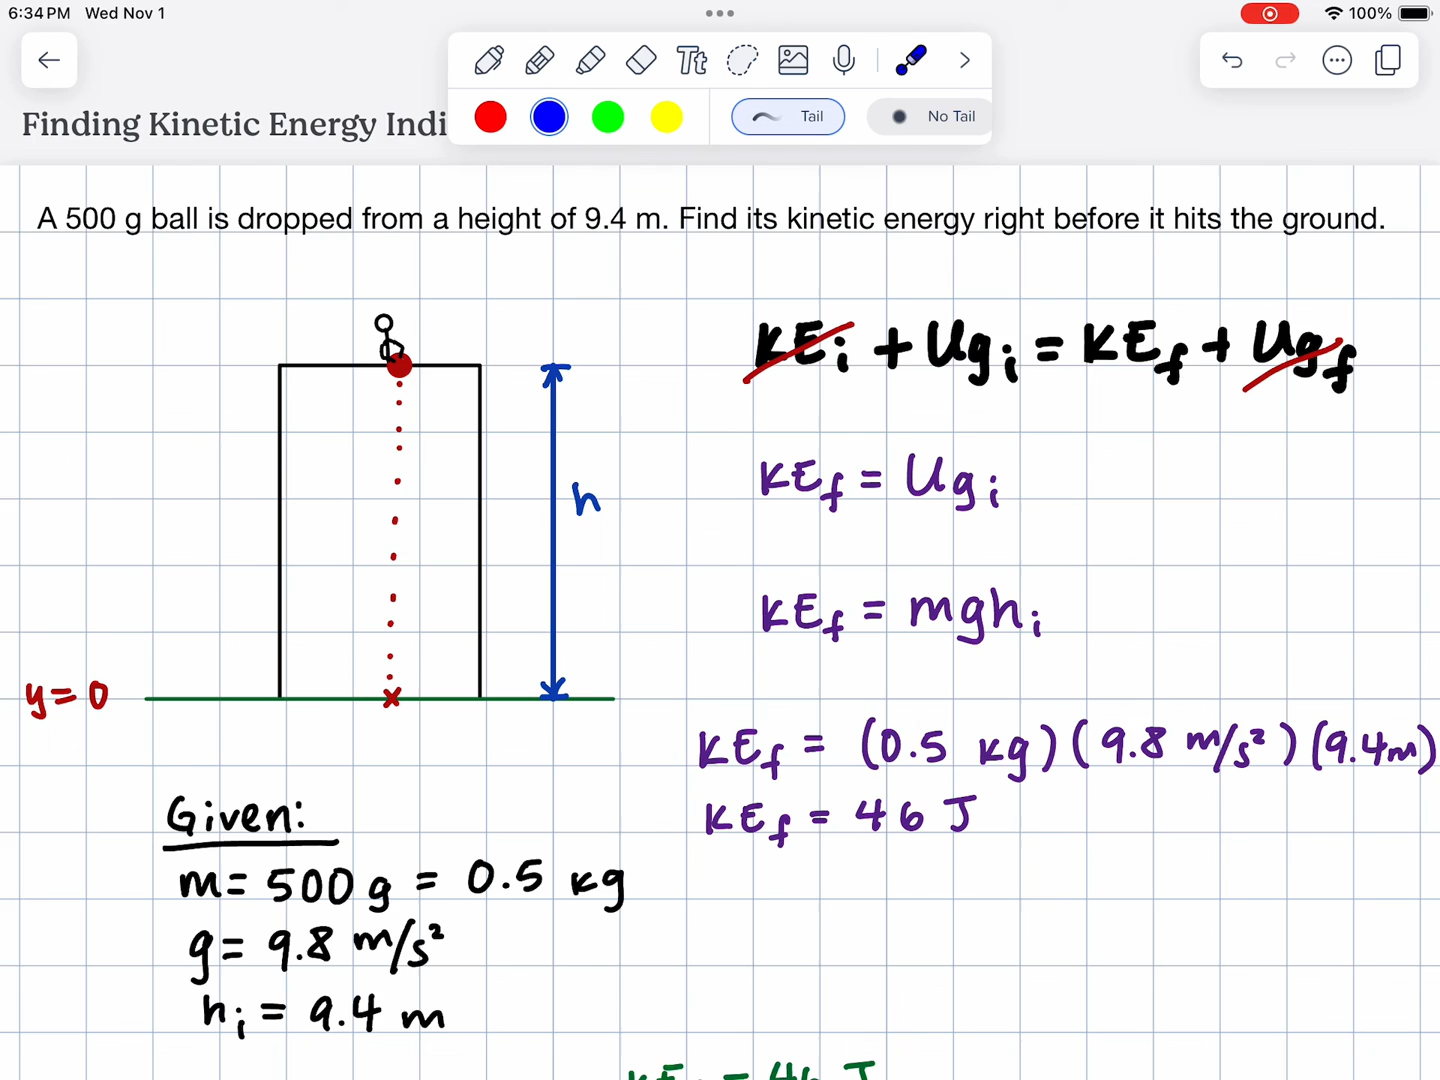 6:34 PM Wed Nov 1
100%
Tt
Tail
No Tail
Finding Kinetic Energy Indi
A 500 g ball is dropped from a height of 9.4 m. Find its kinetic energy right before it hits the ground.
KEi + Ugi = KEf + Ugf
KEf = Ugi
h
KEf = mghi
y = 0
KEf = (0.5 kg)(9.8 m/s²)(9.4m)
KEf = 46 J
Given:
m = 500 g = 0.5 kg
g = 9.8 m/s²
hi = 9.4 m